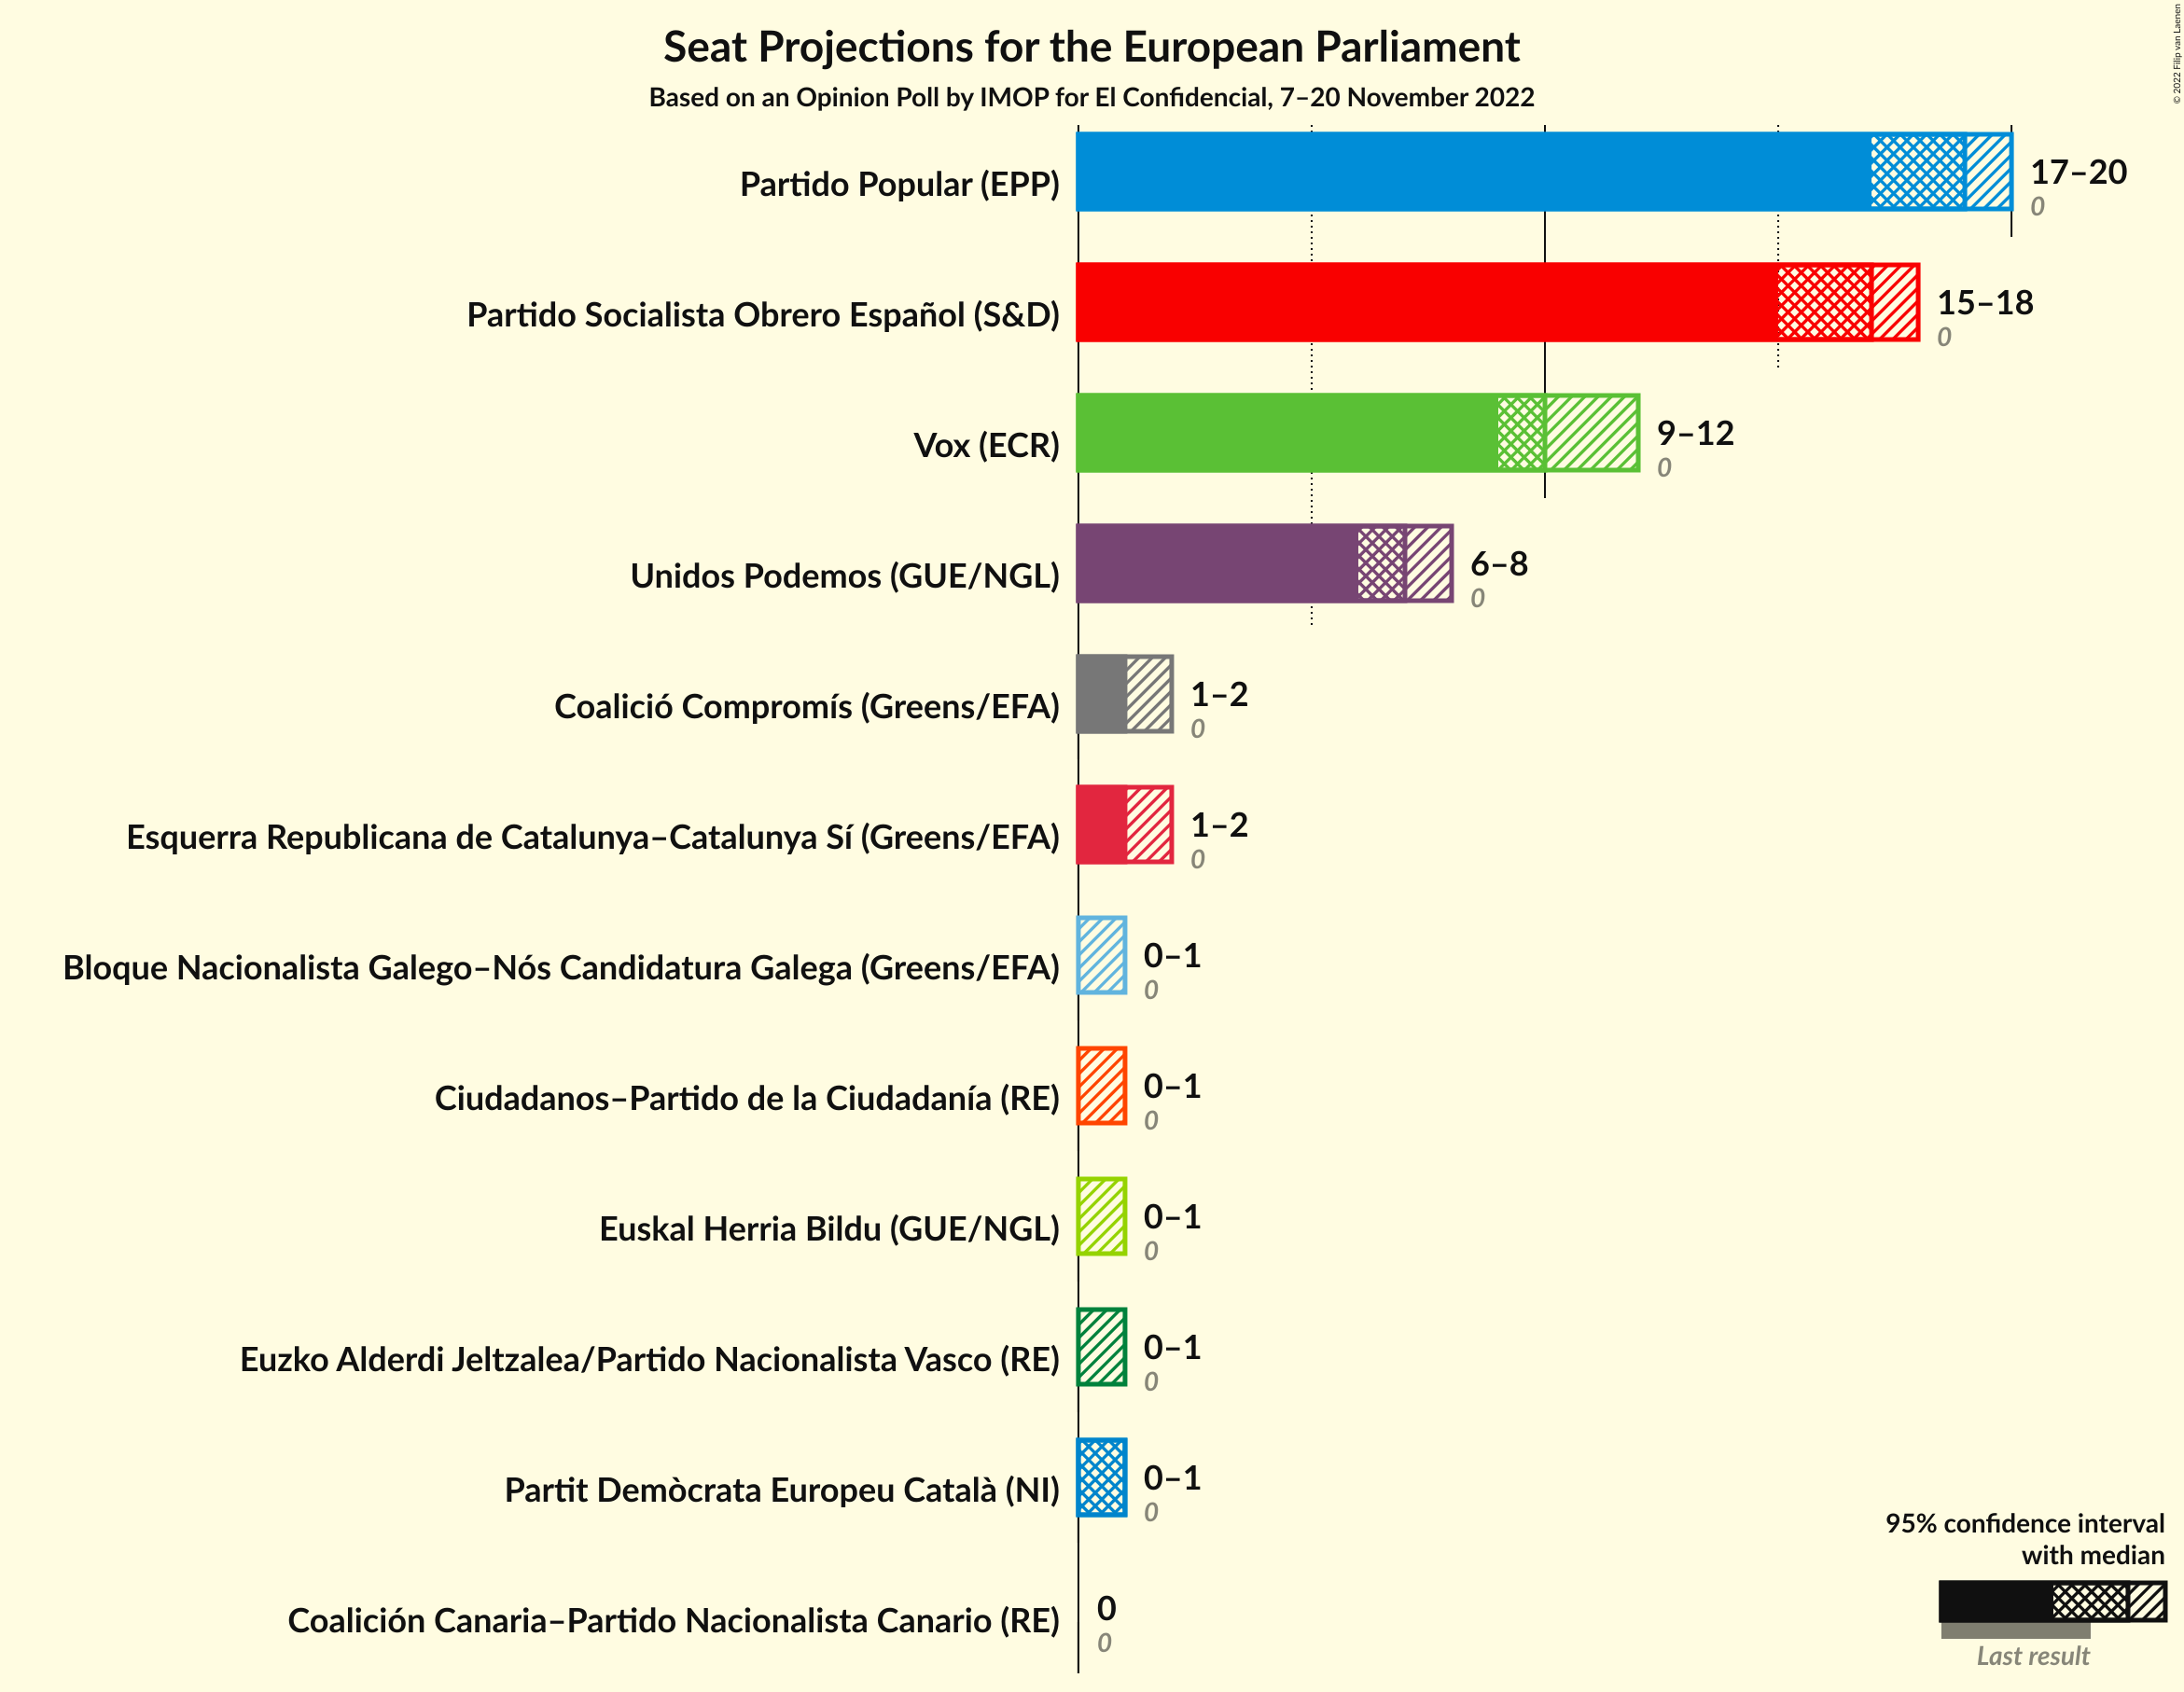 Seat Projections for the European Parliament
Based on an Opinion Poll by IMOP for El Confidencial, 7–20 November 2022
© 2022 Filip van Laenen
Partido Popular (EPP)
17–20
0
Partido Socialista Obrero Español (S&D)
15–18
0
Vox (ECR)
9–12
0
Unidos Podemos (GUE/NGL)
6–8
0
Coalició Compromís (Greens/EFA)
1–2
0
Esquerra Republicana de Catalunya–Catalunya Sí (Greens/EFA)
1–2
0
Bloque Nacionalista Galego–Nós Candidatura Galega (Greens/EFA)
0–1
0
Ciudadanos–Partido de la Ciudadanía (RE)
0–1
0
Euskal Herria Bildu (GUE/NGL)
0–1
0
Euzko Alderdi Jeltzalea/Partido Nacionalista Vasco (RE)
0–1
0
Partit Demòcrata Europeu Català (NI)
0–1
0
Coalición Canaria–Partido Nacionalista Canario (RE)
0
0
95% confidence interval
with median
Last result